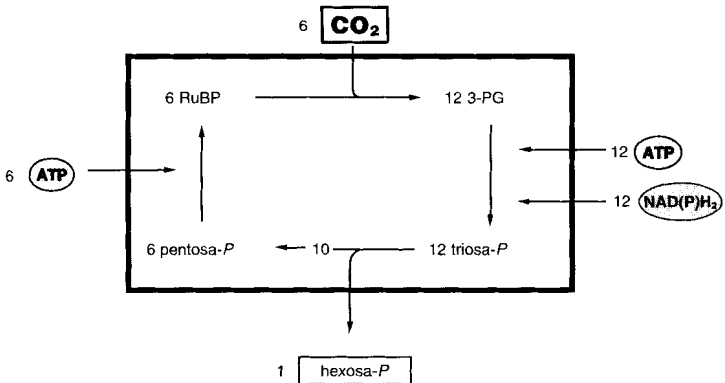 6 CO₂
6 RuBP 12 3-PG
6 ATP 12 ATP
12 NAD(P)H₂
6 pentosa-P 10 12 triosa-P
1 hexosa-P